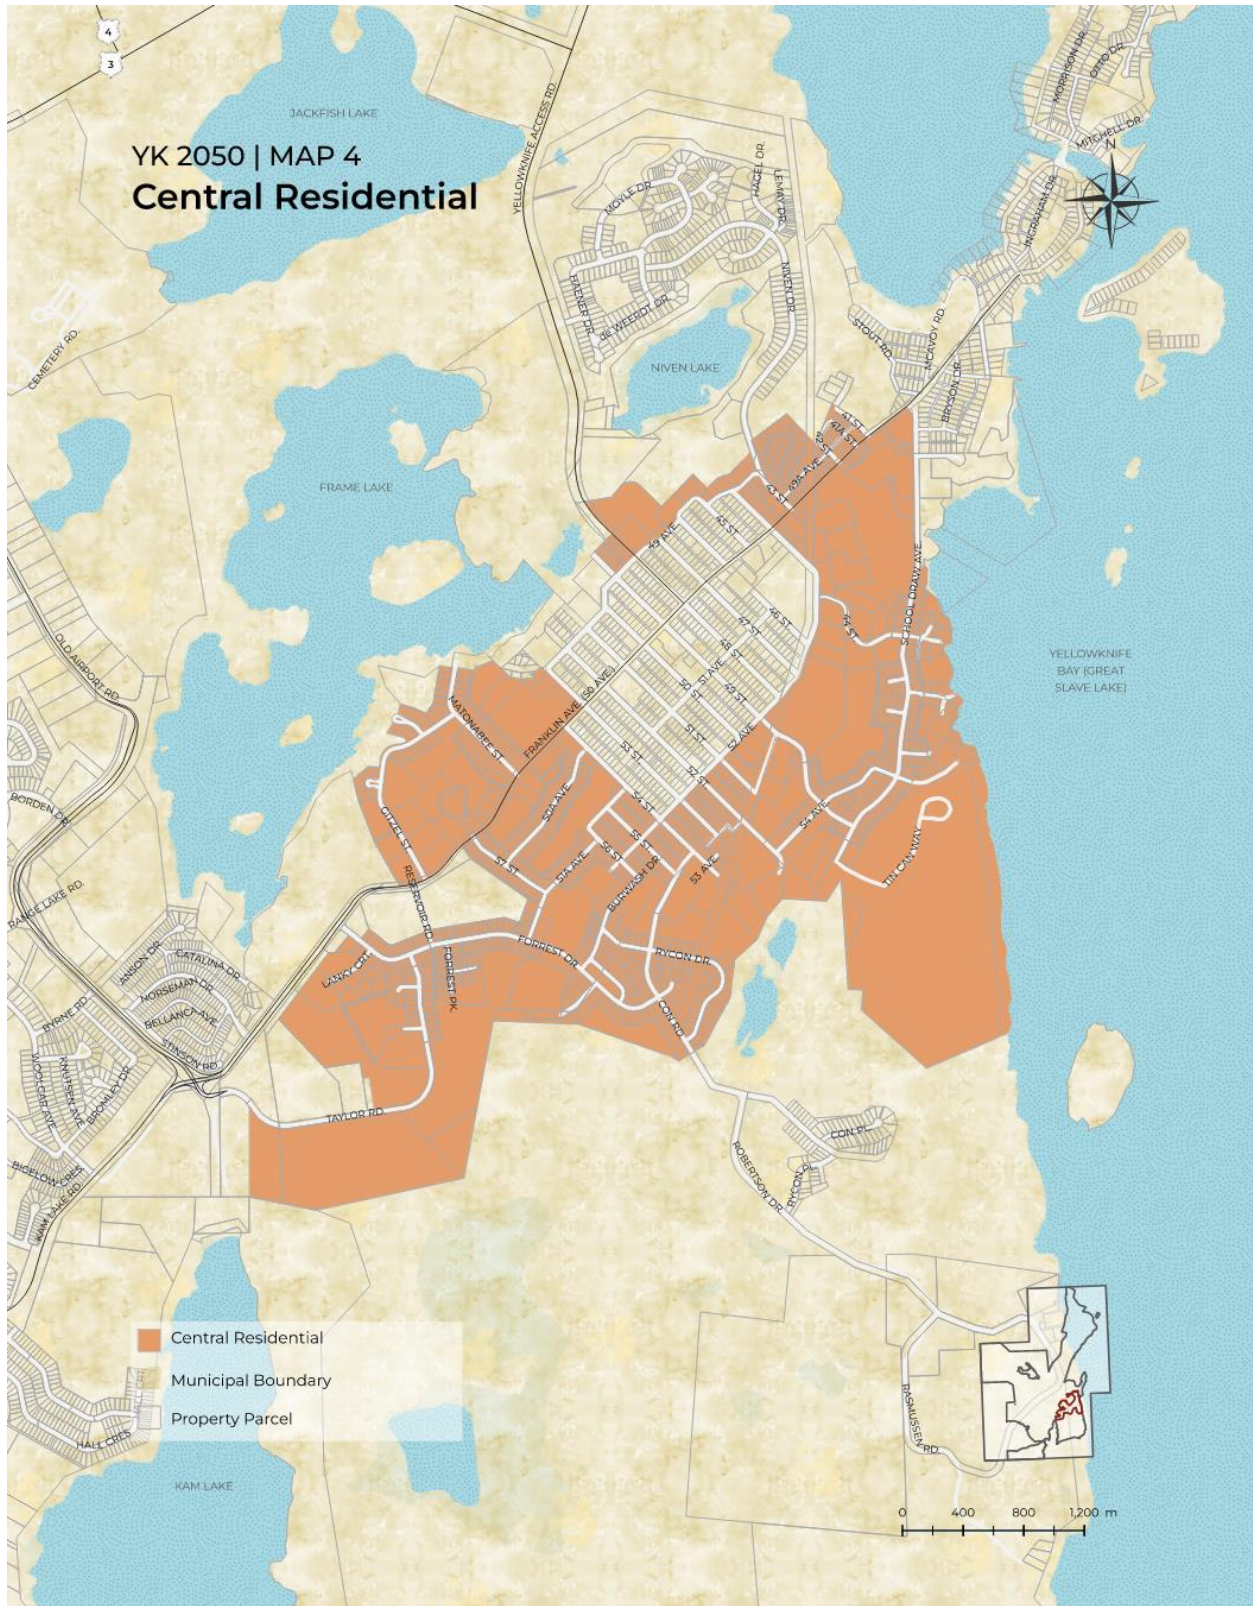 4
3
JACKFISH LAKE
YK 2050 | MAP 4
Central Residential
YELLOWKNIFE ACCESS RD.
MORRISON DR.
OTTO DR.
MITCHELL DR.
N
INGRAHAM DR.
HAGEL DR.
LEMAY DR.
MOYLE DR.
HAENER DR.
de WEERDT DR.
NIVEN DR.
NIVEN LAKE
STOUT RD.
MCAVOY RD.
BRYSON DR.
CEMETERY RD.
FRAME LAKE
41 ST.
41A ST.
42 ST.
49A AVE.
43 ST.
45 ST.
49 AVE.
SCHOOL DRAW AVE.
44 ST.
46 ST.
47 ST.
48 ST.
51 AVE.
49 ST.
50 ST.
51 ST.
52 AVE.
52 ST.
53 ST.
FRANKLIN AVE. (50 AVE.)
YELLOWKNIFE
BAY (GREAT
SLAVE LAKE)
OLD AIRPORT RD.
MATONABEE ST.
GITZEL ST.
50A AVE.
54 ST.
55 ST.
56 ST.
57 ST.
51A AVE.
BURWASH DR.
53 AVE.
54 AVE.
TIN CAN WAY
BORDEN DR.
RANGE LAKE RD.
RESERVOIR RD.
FORREST DR.
FORREST PK.
LANKY CRT.
RYCON DR.
CON RD.
ANSON DR.
CATALINA DR.
NORSEMAN DR.
BELLANCA AVE.
STINSON RD.
BYRNE RD.
WOOLGAR AVE.
KNUTSEN AVE.
BROMLEY DR.
TAYLOR RD.
BIGELOW CRES.
KAM LAKE RD.
CON PL.
RYCON PL.
ROBERTSON DR.
Central Residential
Municipal Boundary
Property Parcel
HALL CRES.
KAM LAKE
RASMUSSEN RD.
0 400 800 1,200 m